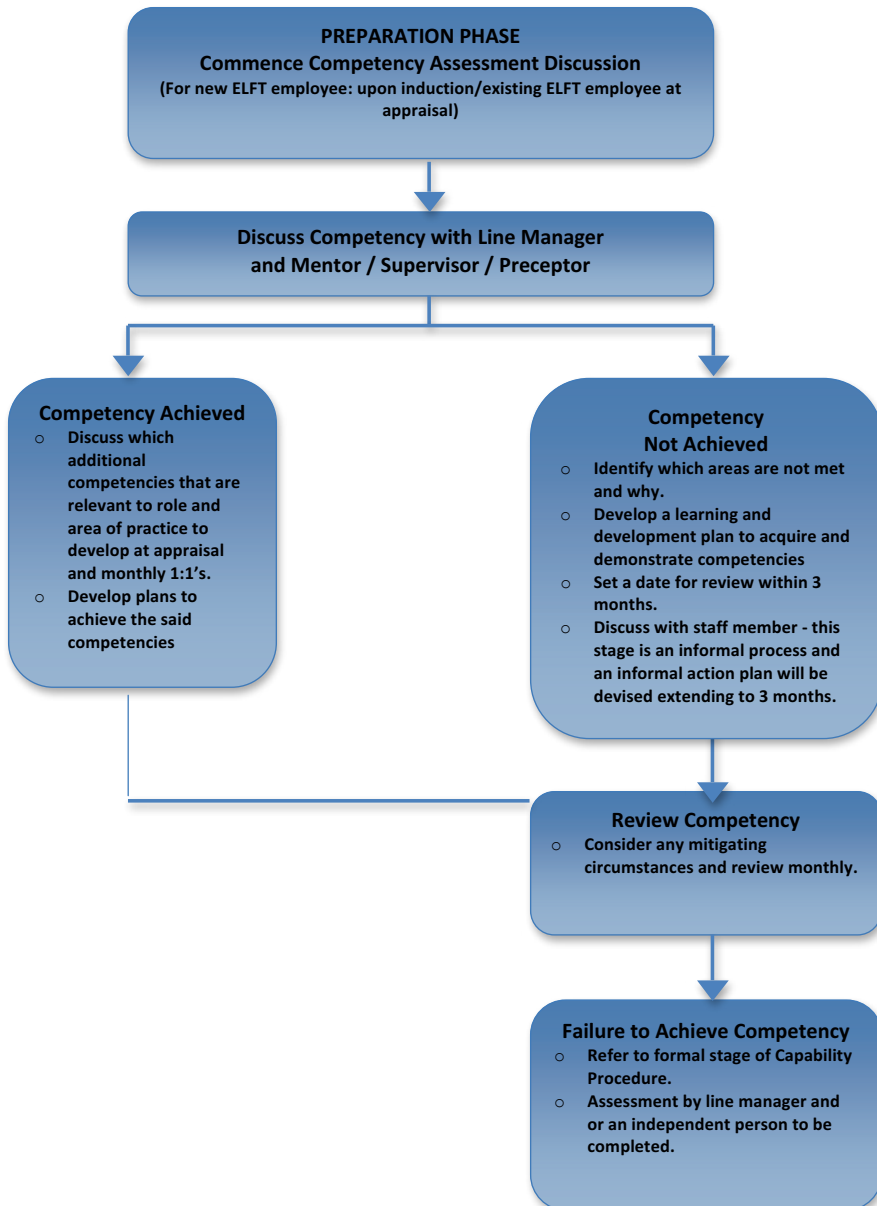 PREPARATION PHASE
Commence Competency Assessment Discussion
(For new ELFT employee: upon induction/existing ELFT employee at
appraisal)
Discuss Competency with Line Manager
and Mentor / Supervisor / Preceptor
Competency Achieved
o Discuss which
additional
competencies that are
relevant to role and
area of practice to
develop at appraisal
and monthly 1:1’s.
o Develop plans to
achieve the said
competencies
Competency
Not Achieved
o Identify which areas are not met
and why.
o Develop a learning and
development plan to acquire and
demonstrate competencies
o Set a date for review within 3
months.
o Discuss with staff member - this
stage is an informal process and
an informal action plan will be
devised extending to 3 months.
Review Competency
o Consider any mitigating
circumstances and review monthly.
Failure to Achieve Competency
o Refer to formal stage of Capability
Procedure.
o Assessment by line manager and
or an independent person to be
completed.